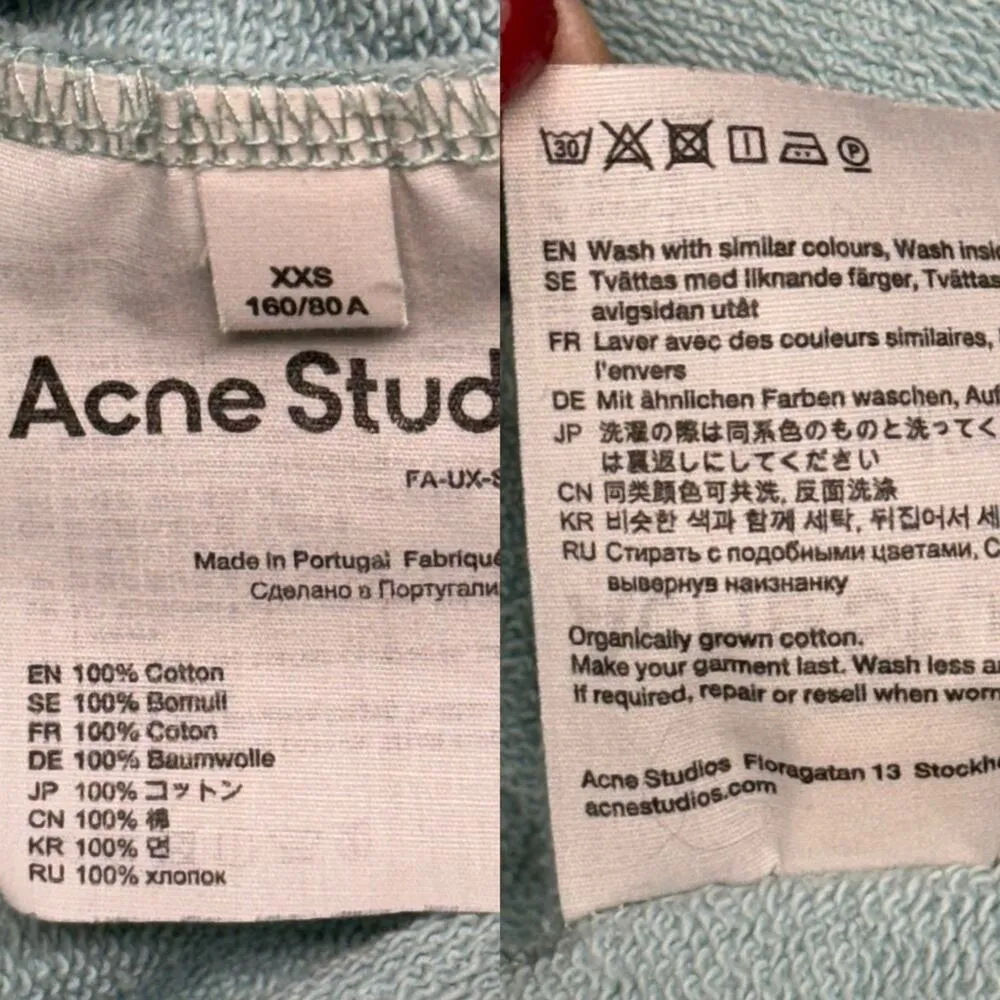 XXS
160/80A
Acne Stud
FA-UX-S
Made in Portugal Fabriqué
Сделано в Португалии
EN 100% Cotton
SE 100% Bomull
FR 100% Coton
DE 100% Baumwolle
JP 100% コットン
CN 100% 棉
KR 100% 면
RU 100% хлопок
30
P
EN Wash with similar colours, Wash insid
SE Tvättas med liknande färger, Tvättas
avigsidan utåt
FR Laver avec des couleurs similaires,
l'envers
DE Mit ähnlichen Farben waschen, Auf
JP 洗濯の際は同系色のものと洗ってく
は裏返しにしてください
CN 同类颜色可共洗, 反面洗涤
KR 비슷한 색과 함께 세탁, 뒤집어서 세
RU Стирать с подобными цветами, С
вывернув наизнанку
Organically grown cotton.
Make your garment last. Wash less an
If required, repair or resell when worn
Acne Studios Floragatan 13 Stockh
acnestudios.com